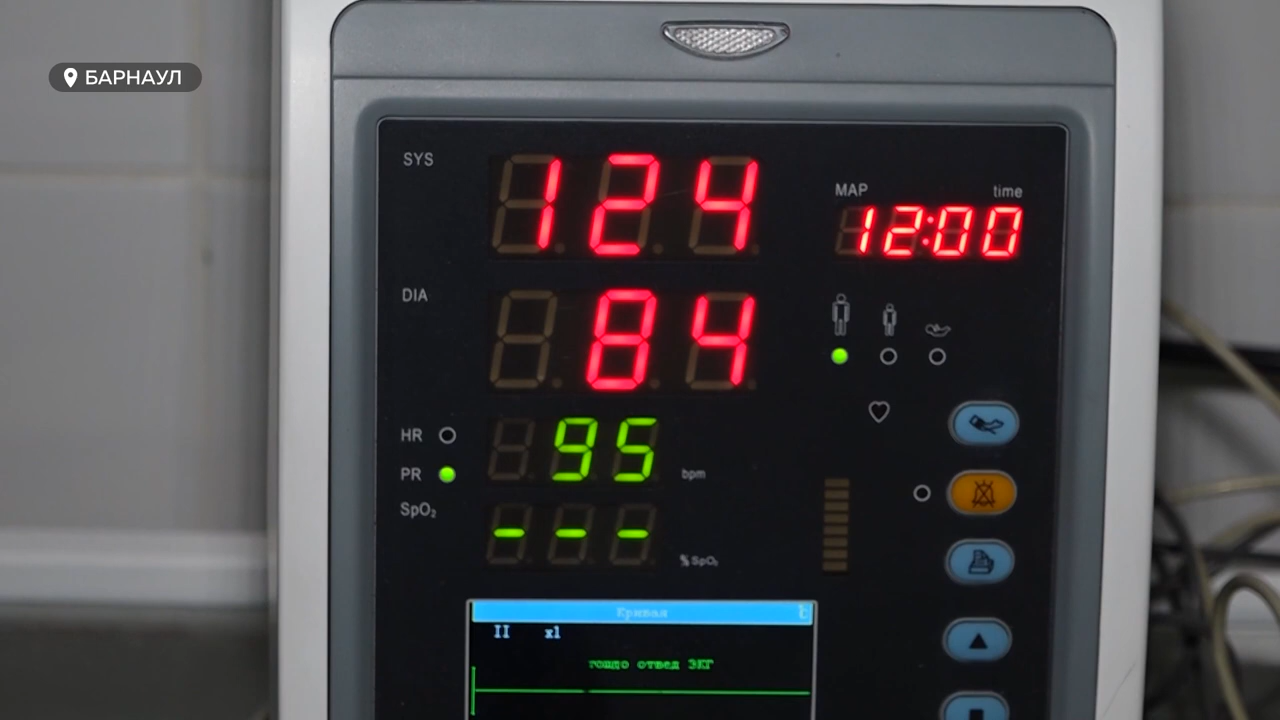 БАРНАУЛ
SYS
124
MAP time
12:00
DIA
84
HR
PR
95
bpm
SpO₂
---
%SpO₂
Кривая
II x1
отвед ЭКГ